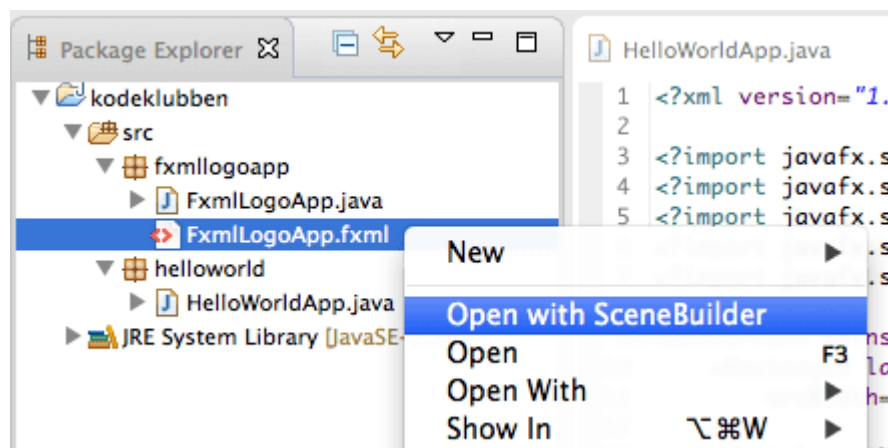 Package Explorer
HelloWorldApp.java
kodeklubben
src
fxmllogoapp
FxmlLogoApp.java
FxmlLogoApp.fxml
helloworld
HelloWorldApp.java
JRE System Library [JavaSE-
1 <?xml version="1.
2
3 <?import javafx.s
4 <?import javafx.s
5 <?import javafx.s
.s
.s
New
Open with SceneBuilder
Open F3
Open With
Show In ⌥⌘W